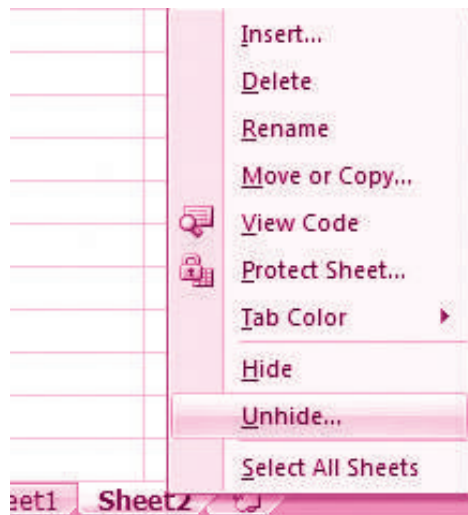 Insert...
Delete
Rename
Move or Copy...
View Code
Protect Sheet...
Tab Color
Hide
Unhide...
Select All Sheets
eet1 Sheet2